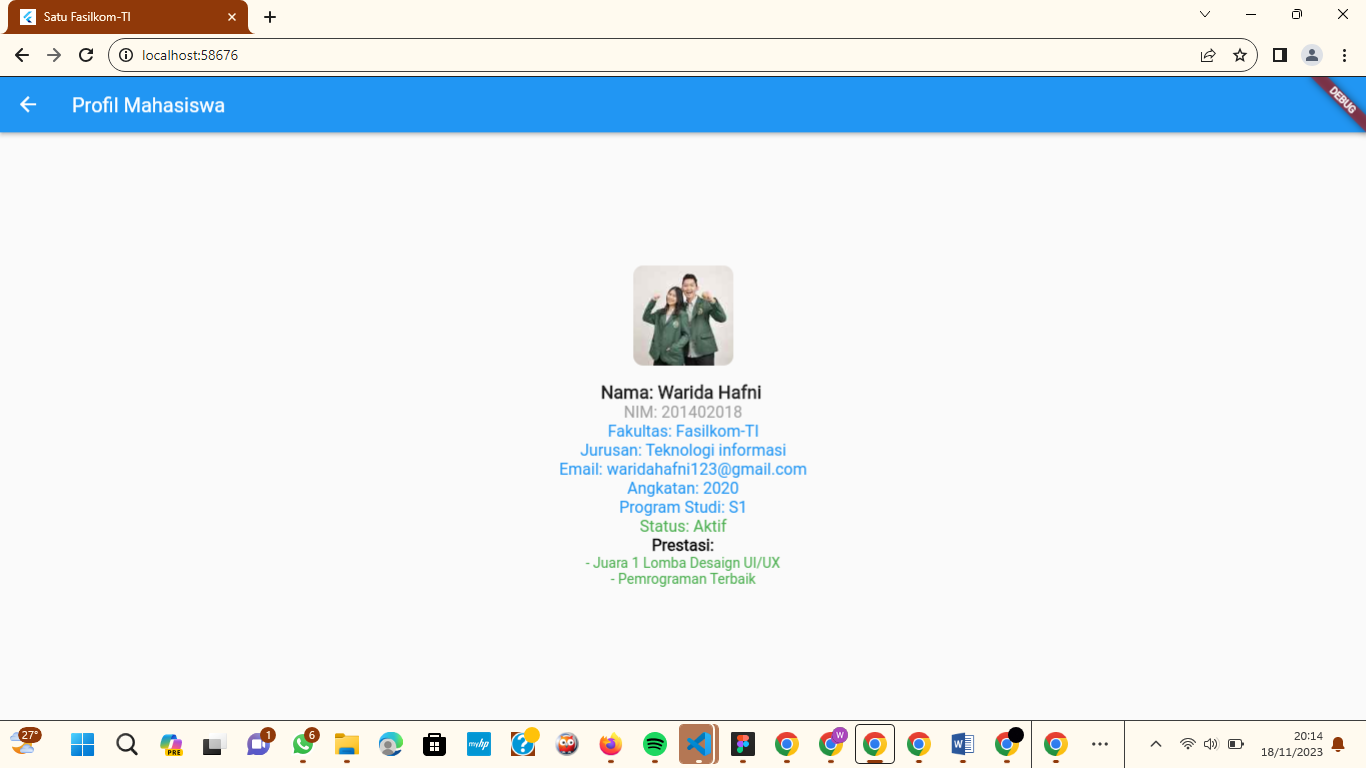 Satu Fasilkom-TI
localhost:58676
Profil Mahasiswa
DEBUG
Nama: Warida Hafni
NIM: 201402018
Fakultas: Fasilkom-TI
Jurusan: Teknologi informasi
Email: waridahafni123@gmail.com
Angkatan: 2020
Program Studi: S1
Status: Aktif
Prestasi:
- Juara 1 Lomba Desaign UI/UX
- Pemrograman Terbaik
27°
PRE
1
6
myhp
W
20:14
18/11/2023